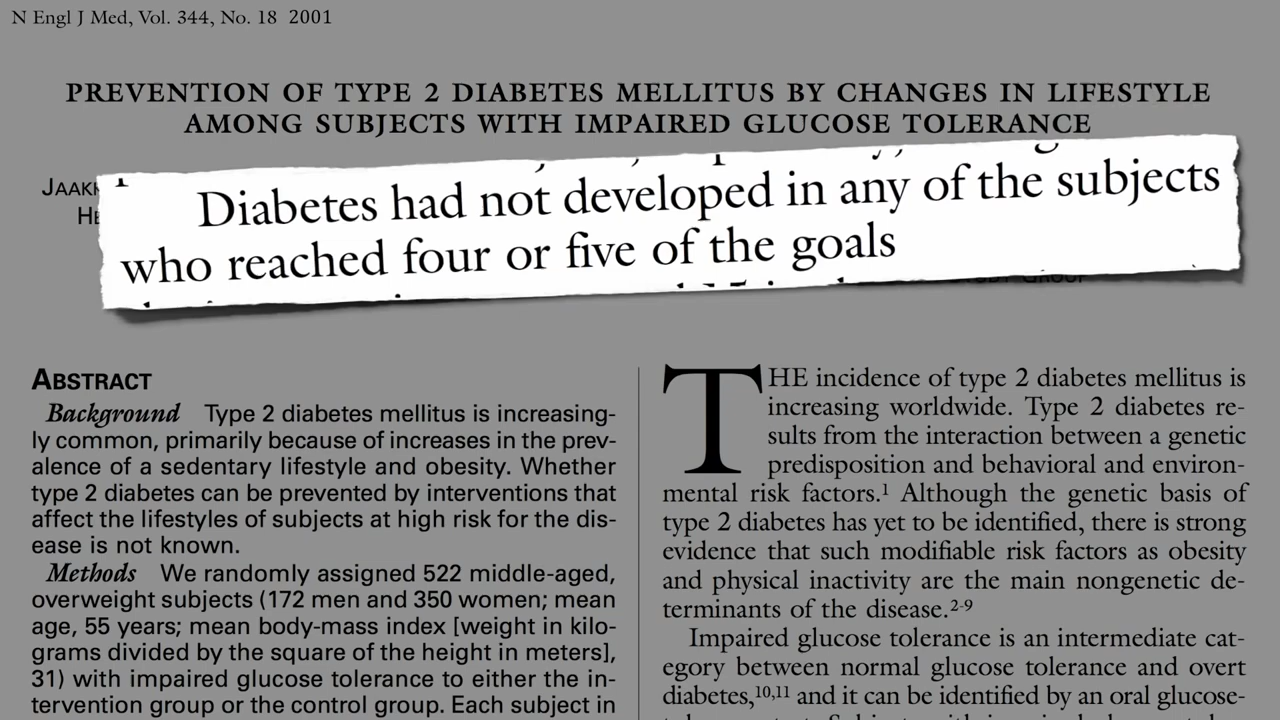 N Engl J Med, Vol. 344, No. 18 2001
PREVENTION OF TYPE 2 DIABETES MELLITUS BY CHANGES IN LIFESTYLE
AMONG SUBJECTS WITH IMPAIRED GLUCOSE TOLERANCE
Diabetes had not developed in any of the subjects
who reached four or five of the goals
ABSTRACT
Background Type 2 diabetes mellitus is increasing-
ly common, primarily because of increases in the prev-
alence of a sedentary lifestyle and obesity. Whether
type 2 diabetes can be prevented by interventions that
affect the lifestyles of subjects at high risk for the dis-
ease is not known.
Methods We randomly assigned 522 middle-aged,
overweight subjects (172 men and 350 women; mean
age, 55 years; mean body-mass index [weight in kilo-
grams divided by the square of the height in meters],
31) with impaired glucose tolerance to either the in-
tervention group or the control group. Each subject in
THE incidence of type 2 diabetes mellitus is
increasing worldwide. Type 2 diabetes re-
sults from the interaction between a genetic
predisposition and behavioral and environ-
mental risk factors.¹ Although the genetic basis of
type 2 diabetes has yet to be identified, there is strong
evidence that such modifiable risk factors as obesity
and physical inactivity are the main nongenetic de-
terminants of the disease.²⁻⁹
Impaired glucose tolerance is an intermediate cat-
egory between normal glucose tolerance and overt
diabetes,¹⁰,¹¹ and it can be identified by an oral glucose-